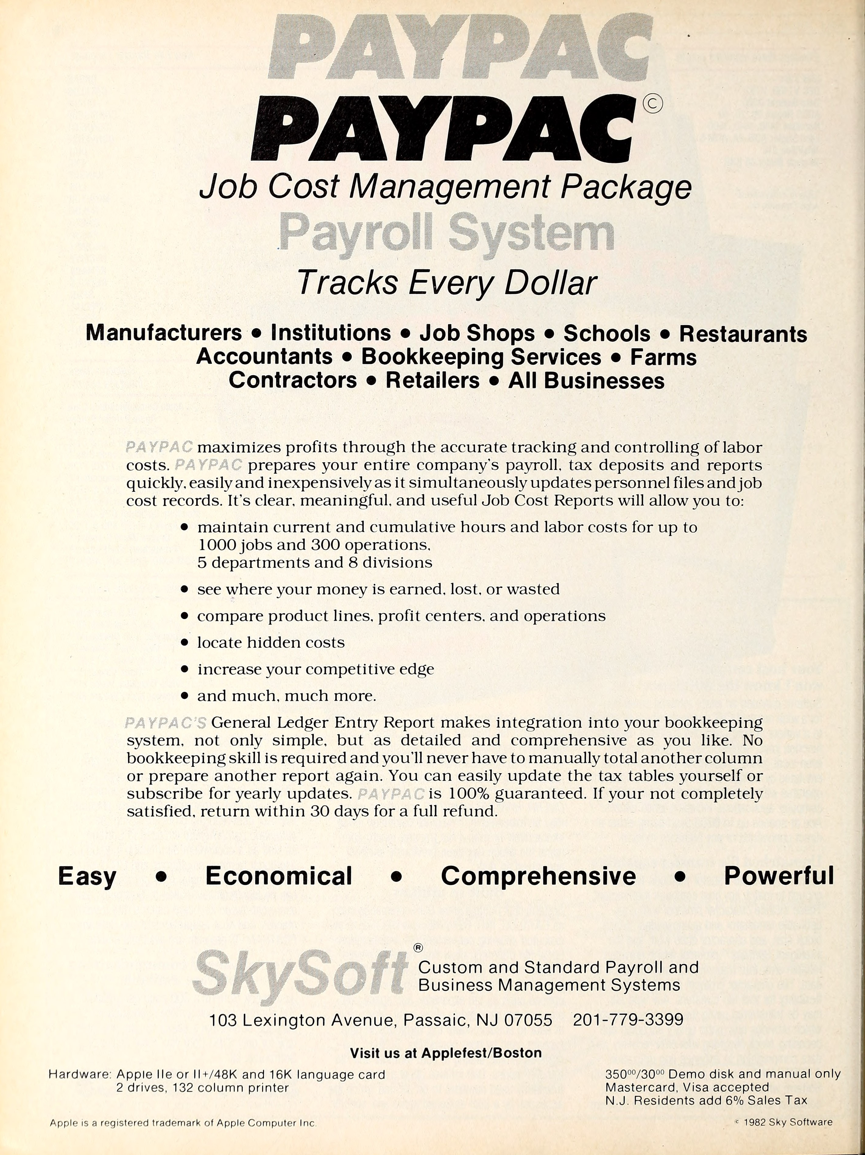 PAYPAC
PAYPAC©
Job Cost Management Package
Payroll System
Tracks Every Dollar
Manufacturers • Institutions • Job Shops • Schools • Restaurants
Accountants • Bookkeeping Services • Farms
Contractors • Retailers • All Businesses
PAYPAC maximizes profits through the accurate tracking and controlling of labor
costs. PAYPAC prepares your entire company's payroll, tax deposits and reports
quickly, easily and inexpensively as it simultaneously updates personnel files and job
cost records. It's clear, meaningful, and useful Job Cost Reports will allow you to:
• maintain current and cumulative hours and labor costs for up to
1000 jobs and 300 operations,
5 departments and 8 divisions
• see where your money is earned, lost, or wasted
• compare product lines, profit centers, and operations
• locate hidden costs
• increase your competitive edge
• and much, much more.
PAYPAC'S General Ledger Entry Report makes integration into your bookkeeping
system, not only simple, but as detailed and comprehensive as you like. No
bookkeeping skill is required and you'll never have to manually total another column
or prepare another report again. You can easily update the tax tables yourself or
subscribe for yearly updates. PAYPAC is 100% guaranteed. If your not completely
satisfied, return within 30 days for a full refund.
Easy • Economical • Comprehensive • Powerful
SkySoft® Custom and Standard Payroll and
Business Management Systems
103 Lexington Avenue, Passaic, NJ 07055 201-779-3399
Visit us at Applefest/Boston
Hardware: Apple IIe or II+/48K and 16K language card
2 drives, 132 column printer
350⁰⁰/30⁰⁰ Demo disk and manual only
Mastercard, Visa accepted
N.J. Residents add 6% Sales Tax
Apple is a registered trademark of Apple Computer Inc.
© 1982 Sky Software